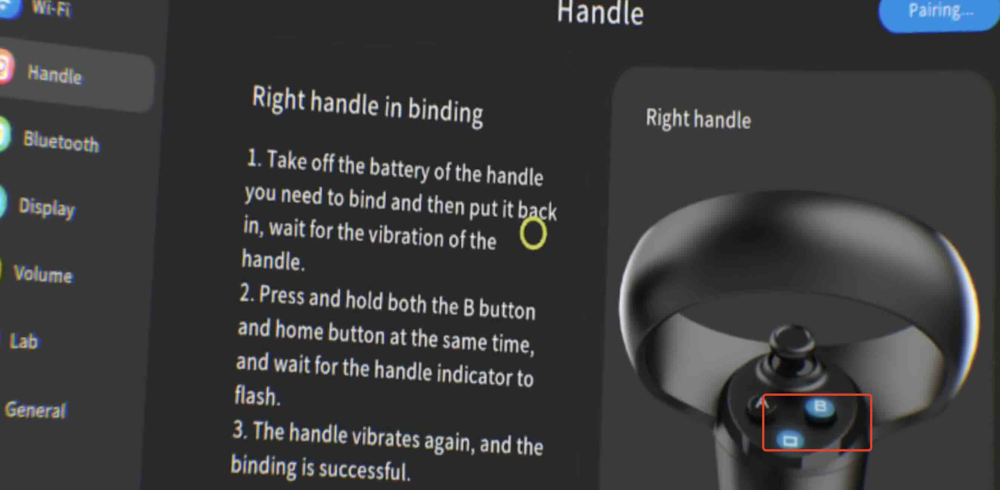 Wi-Fi
Handle
Pairing...
Handle
Bluetooth
Display
Volume
Lab
General
Right handle in binding
1. Take off the battery of the handle
you need to bind and then put it back
in, wait for the vibration of the
handle.
2. Press and hold both the B button
and home button at the same time,
and wait for the handle indicator to
flash.
3. The handle vibrates again, and the
binding is successful.
Right handle
A
B